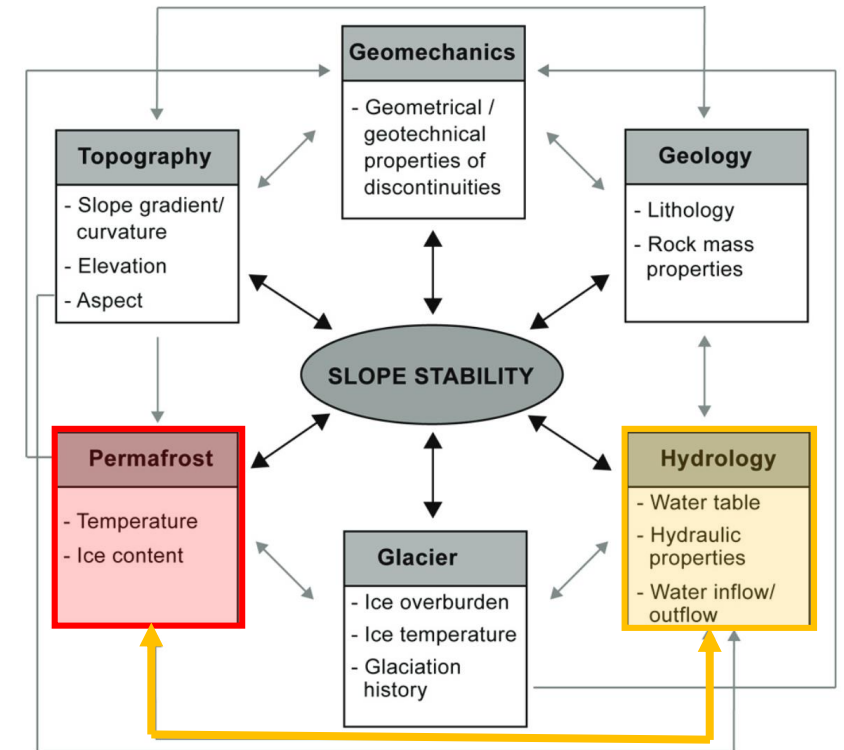 Geomechanics
- Geometrical /
geotechnical
properties of
discontinuities
Topography
- Slope gradient/
curvature
- Elevation
- Aspect
Geology
- Lithology
- Rock mass
properties
SLOPE STABILITY
Permafrost
- Temperature
- Ice content
Glacier
- Ice overburden
- Ice temperature
- Glaciation
history
Hydrology
- Water table
- Hydraulic
properties
- Water inflow/
outflow